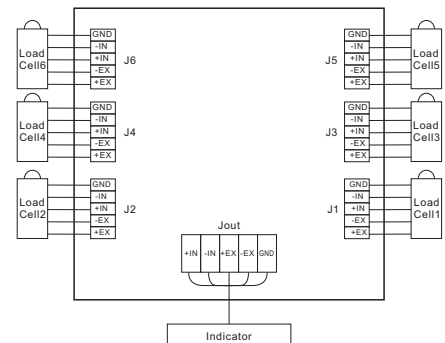 GND
-IN
+IN
-EX
+EX
Load
Cell6
J6
GND
-IN
+IN
-EX
+EX
Load
Cell5
J5
GND
-IN
+IN
-EX
+EX
Load
Cell4
J4
GND
-IN
+IN
-EX
+EX
Load
Cell3
J3
GND
-IN
+IN
-EX
+EX
Load
Cell2
J2
GND
-IN
+IN
-EX
+EX
Load
Cell1
J1
Jout
+IN -IN +EX -EX GND
Indicator